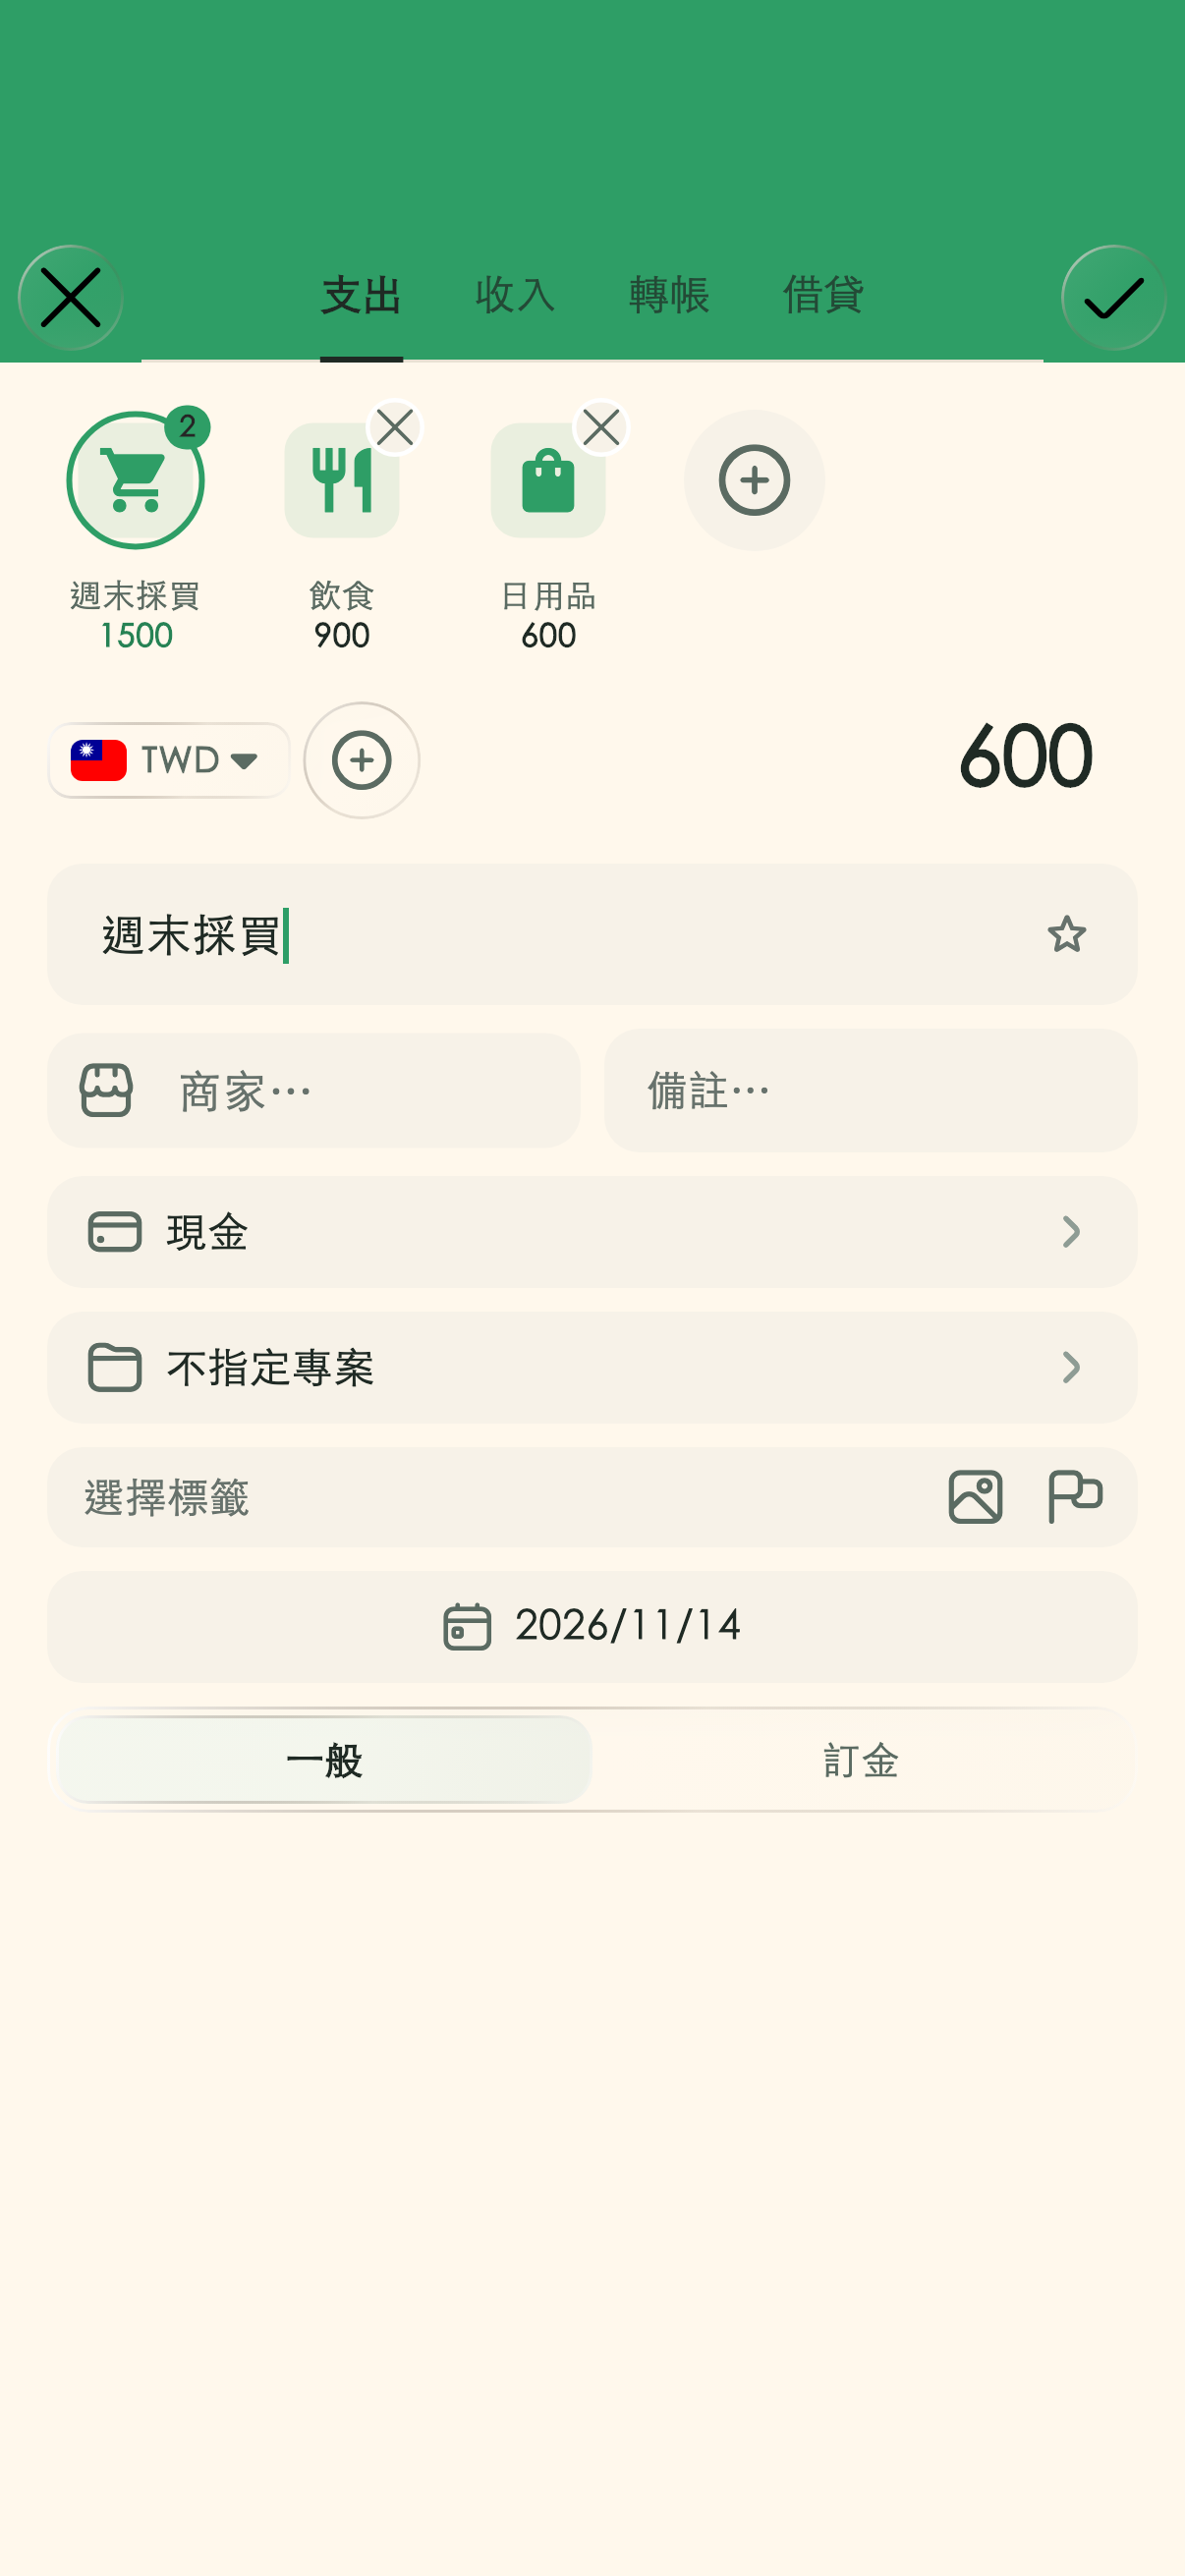 支出 收入 轉帳 借貸
2
週末採買 飲食 日用品
1500 900 600
TWD 600
週末採買
商家… 備註…
現金
不指定專案
選擇標籤
2026/11/14
一般 訂金